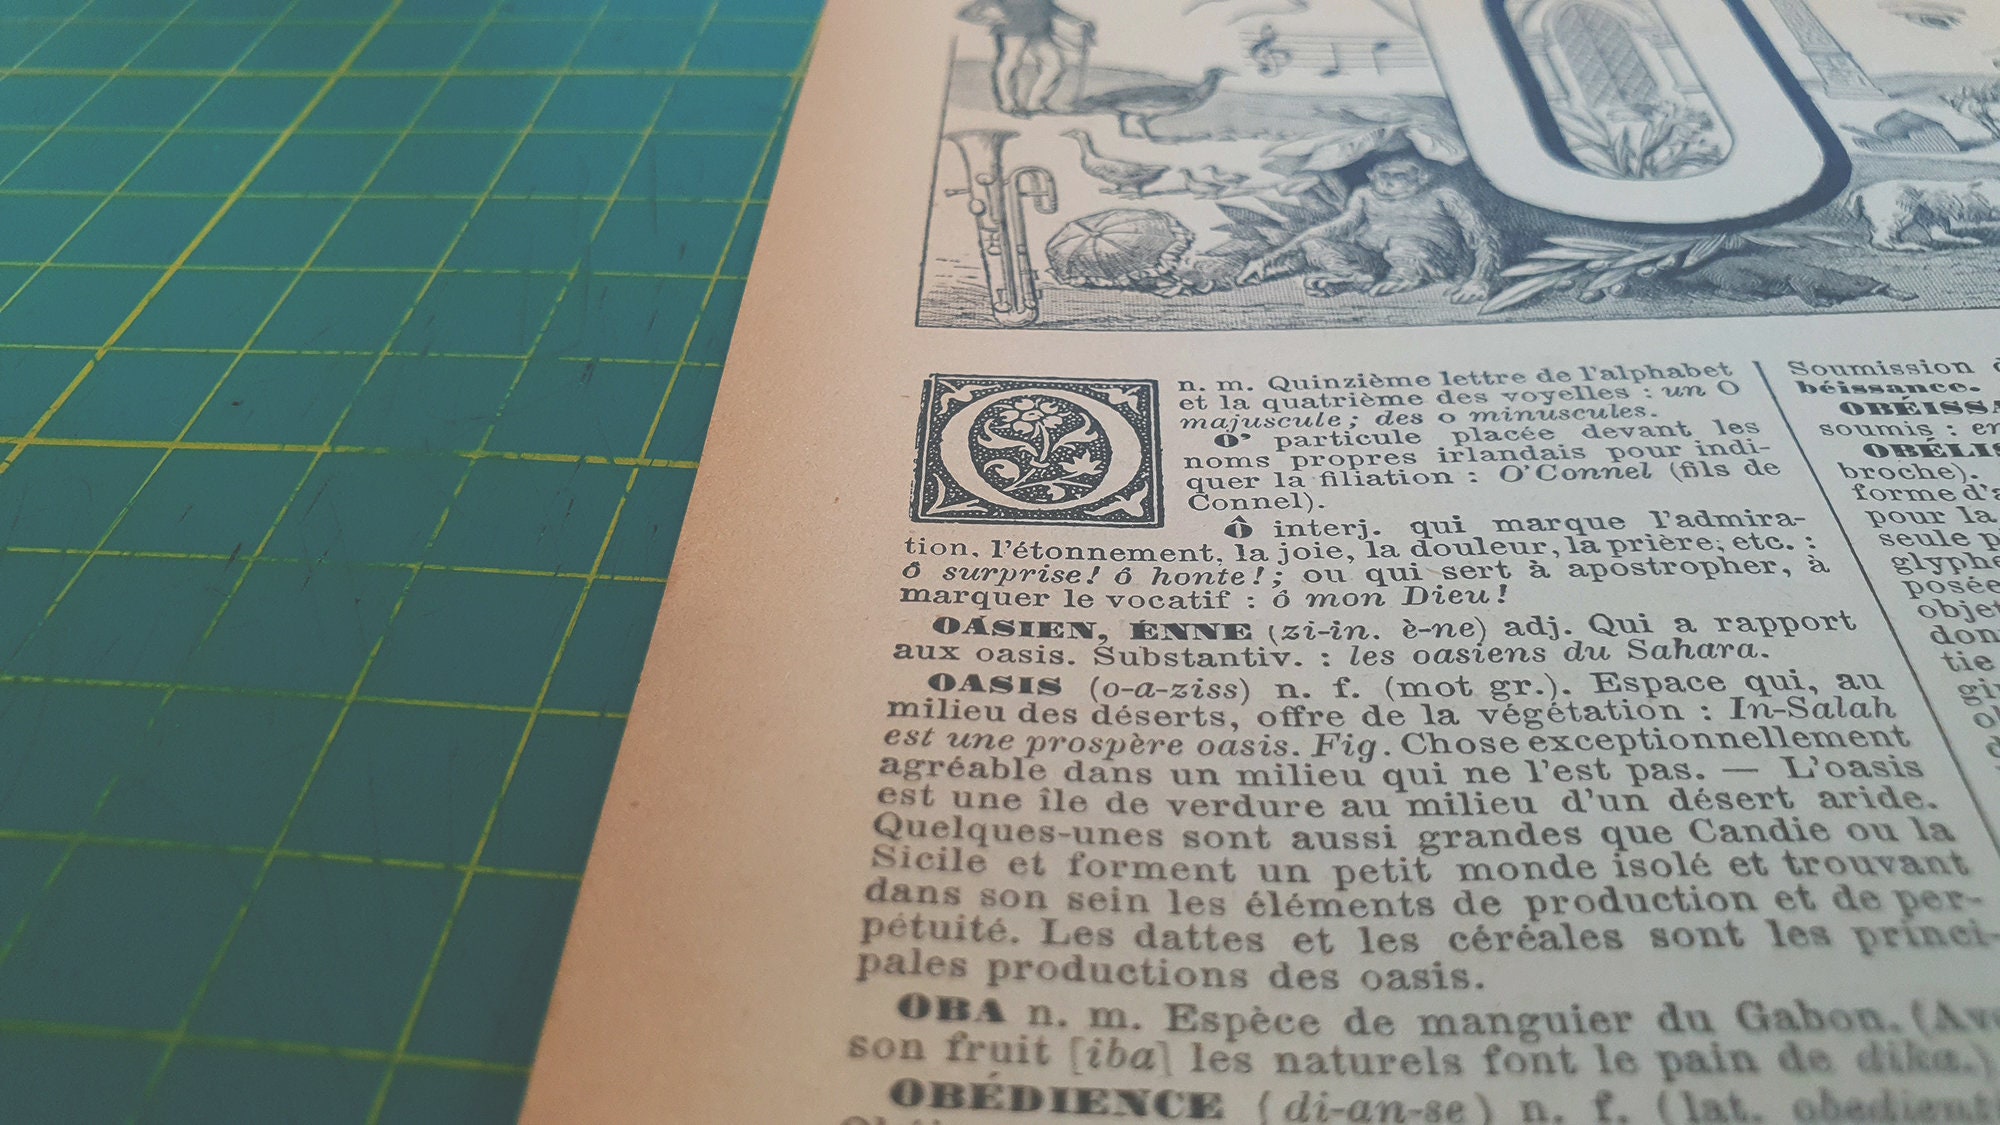 O
n. m. Quinzième lettre de l'alphabet
et la quatrième des voyelles : un O
majuscule ; des o minuscules.
O' particule placée devant les
noms propres irlandais pour indi-
quer la filiation : O'Connel (fils de
Connel).
Ô interj. qui marque l'admira-
tion, l'étonnement, la joie, la douleur, la prière, etc. :
ô surprise! ô honte!; ou qui sert à apostropher, à
marquer le vocatif : ô mon Dieu!
OASIEN, ENNE (zi-in. è-ne) adj. Qui a rapport
aux oasis. Substantiv. : les oasiens du Sahara.
OASIS (o-a-ziss) n. f. (mot gr.). Espace qui, au
milieu des déserts, offre de la végétation : In-Salah
est une prospère oasis. Fig. Chose exceptionnellement
agréable dans un milieu qui ne l'est pas. — L'oasis
est une île de verdure au milieu d'un désert aride.
Quelques-unes sont aussi grandes que Candie ou la
Sicile et forment un petit monde isolé et trouvant
dans son sein les éléments de production et de per-
pétuité. Les dattes et les céréales sont les princi-
pales productions des oasis.
OBA n. m. Espèce de manguier du Gabon. (Av
son fruit [iba] les naturels font le pain de dika.)
OBÉDIENCE (di-an-se) n. f. (lat.
Soumission
béissance.
OBÉISSA
soumis : en
OBÉLIS
broche).
forme d'a
pour la
seule p
glyphe
posée
objet
don
tie